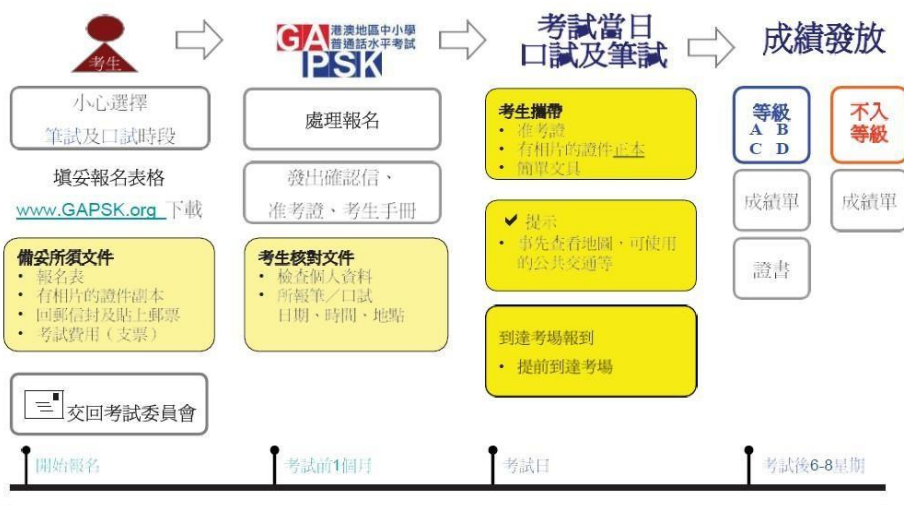 考生
小心選擇
筆試及口試時段
填妥報名表格
www.GAPSK.org 下載
備妥所須文件
• 報名表
• 有相片的證件副本
• 回郵信封及貼上郵票
• 考試費用（支票）
交回考試委員會
開始報名
GAPSK
港澳地區中小學
普通話水平考試
處理報名
發出確認信、
准考證、考生手冊
考生核對文件
• 檢查個人資料
• 所報筆／口試
日期、時間、地點
考試前1個月
考試當日
口試及筆試
考生攜帶
• 准考證
• 有相片的證件正本
• 簡單文具
✔ 提示
• 事先查看地圖，可使用
的公共交通等
到達考場報到
• 提前到達考場
考試日
成績發放
等級
A B
C D
成績單
證書
不入
等級
成績單
考試後6-8星期